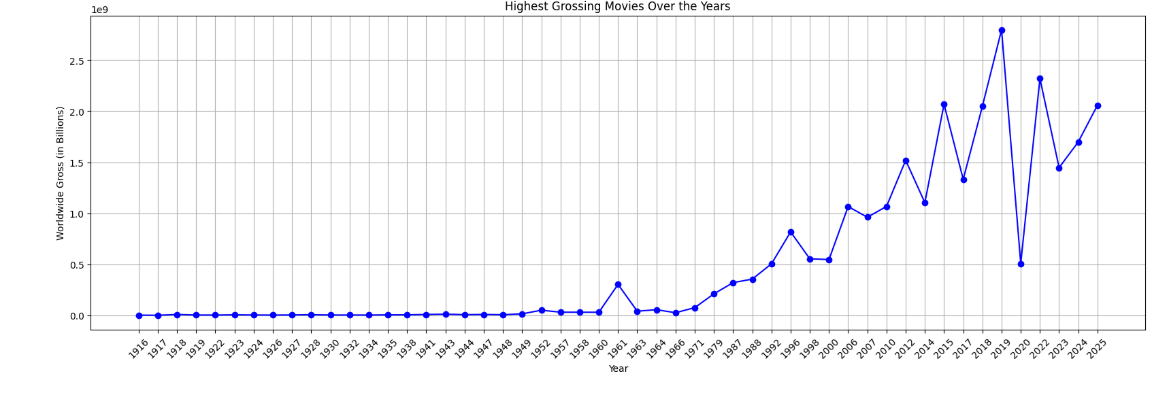 Highest Grossing Movies Over the Years
1e9
Worldwide Gross (in Billions)
2.5
2.0
1.5
1.0
0.5
0.0
1916 1917 1918 1919 1922 1923 1924 1926 1927 1928 1930 1932 1934 1935 1938 1941 1943 1944 1947 1948 1949 1952 1957 1958 1960 1961 1963 1964 1966 1971 1979 1987 1988 1992 1996 1998 2000 2006 2007 2010 2012 2014 2015 2017 2018 2019 2020 2022 2023 2024 2025
Year